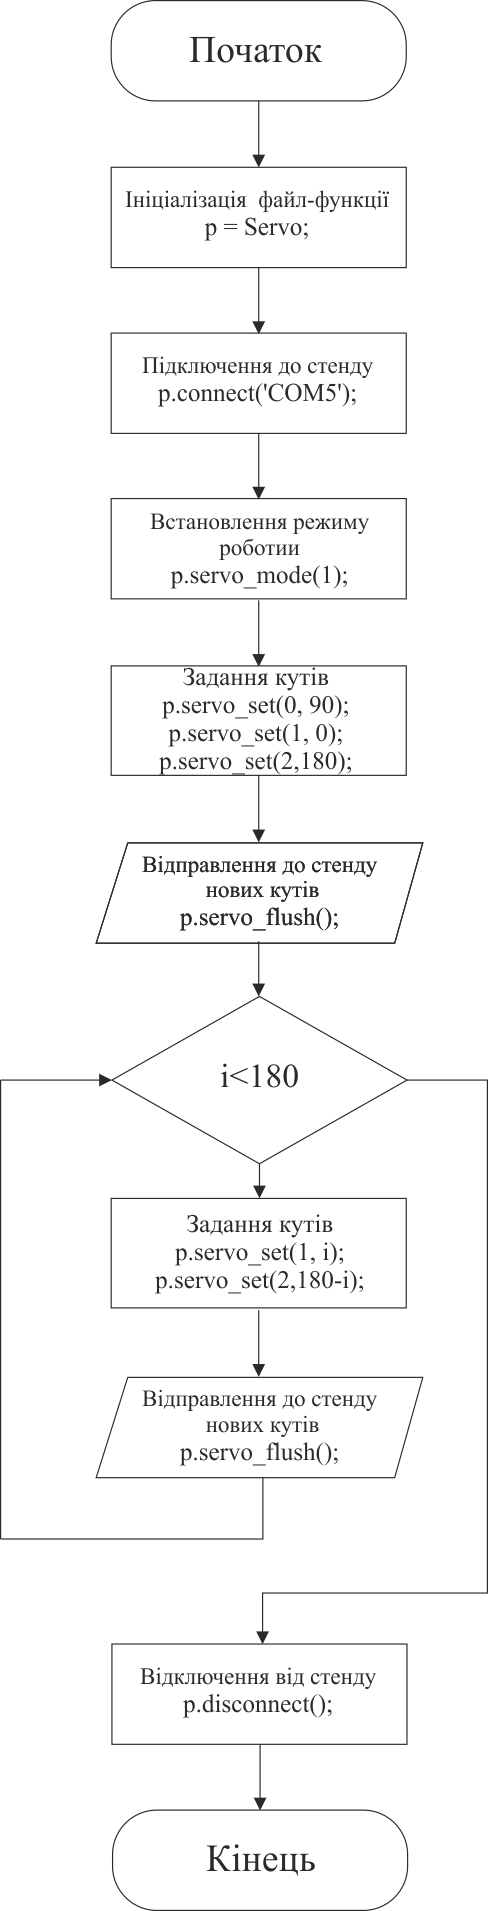 Початок
Ініціалізація файл-функції
p = Servo;
Підключення до стенду
p.connect('COM5');
Встановлення режиму
роботии
p.servo_mode(1);
Задання кутів
p.servo_set(0, 90);
p.servo_set(1, 0);
p.servo_set(2,180);
Відправлення до стенду
нових кутів
p.servo_flush();
i<180
Задання кутів
p.servo_set(1, i);
p.servo_set(2,180-i);
Відправлення до стенду
нових кутів
p.servo_flush();
Відключення від стенду
p.disconnect();
Кінець